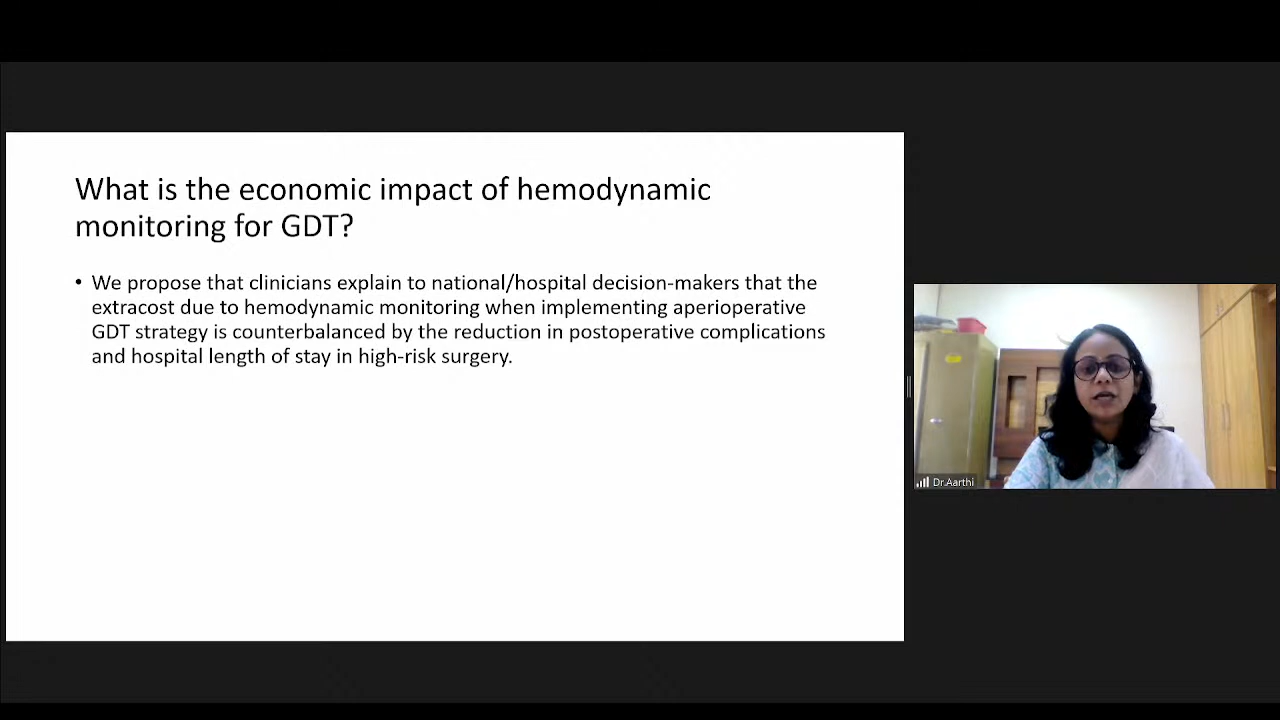 What is the economic impact of hemodynamic
monitoring for GDT?
• We propose that clinicians explain to national/hospital decision-makers that the
extracost due to hemodynamic monitoring when implementing aperioperative
GDT strategy is counterbalanced by the reduction in postoperative complications
and hospital length of stay in high-risk surgery.
Dr.Aarthi